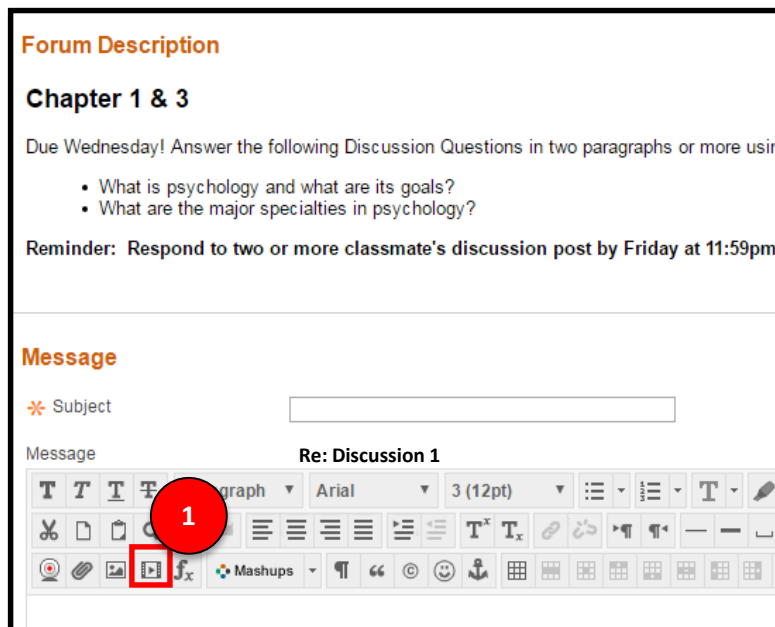 Forum Description
Chapter 1 & 3
Due Wednesday! Answer the following Discussion Questions in two paragraphs or more
• What is psychology and what are its goals?
• What are the major specialties in psychology?
Reminder: Respond to two or more classmate's discussion post by Friday at 11:59pm
Message
Subject
Message
Re: Discussion 1
T T T T graph Arial 3 (12pt) T
1
Tx Tx
fx Mashups